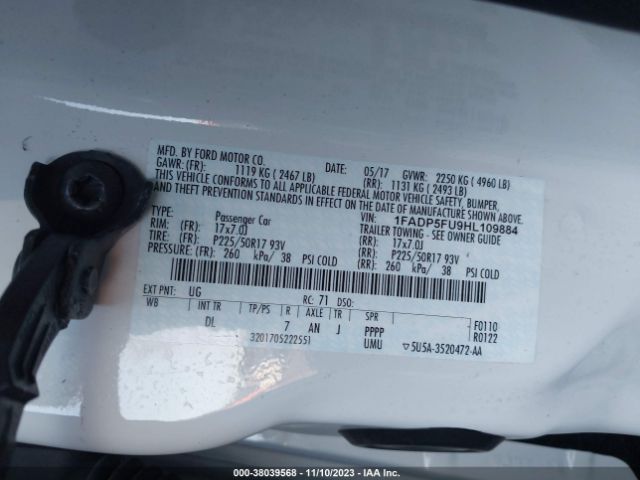 MFD. BY FORD MOTOR CO.
DATE: 05/17 GVWR: 2250 KG ( 4960 LB)
GAWR: (FR): 1119 KG ( 2467 LB) (RR): 1131 KG ( 2493 LB)
THIS VEHICLE CONFORMS TO ALL APPLICABLE FEDERAL MOTOR VEHICLE SAFETY, BUMPER,
AND THEFT PREVENTION STANDARDS IN EFFECT ON THE DATE OF MANUFACTURE SHOWN ABOVE.
VIN: 1FADP5FU9HL109884
TYPE: Passenger Car TRAILER TOWING - SEE OWNER GUIDE
RIM: (FR): 17x7.0J (RR): 17x7.0J
TIRE: (FR): P225/50R17 93V (RR): P225/50R17 93V
PRESSURE: (FR): 260 kPa/ 38 PSI COLD (RR): 260 kPa/ 38 PSI COLD
EXT PNT: UG RC: 71 DSO:
WB INT TR TP/PS R AXLE TR SPR F0110
DL 7 AN J PPPP R0122
3201705222551 UMU ▽5U5A-3520472-AA
000-38039568 — 11/10/2023 — IAA Inc.